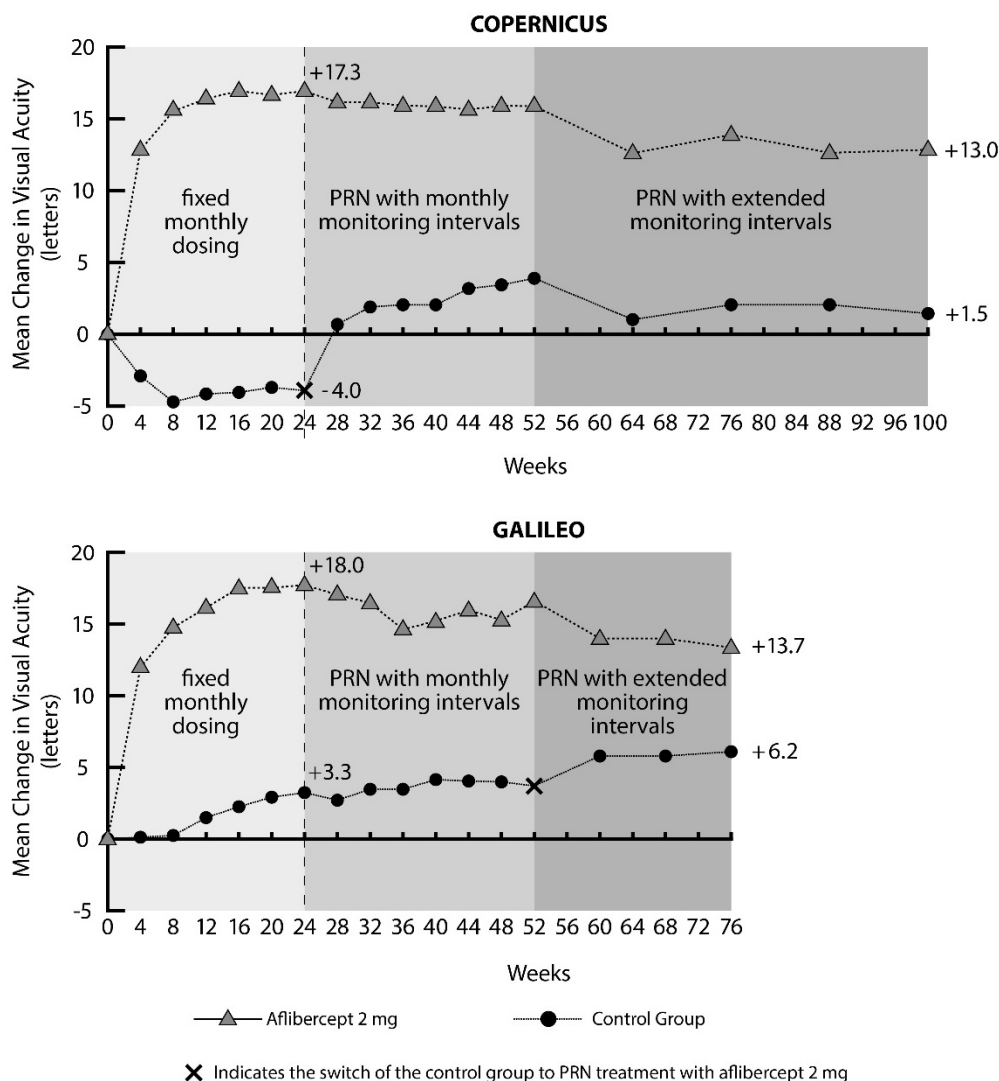 COPERNICUS
Mean Change in Visual Acuity
(letters)
20
15
10
5
0
-5
+17.3
fixed
monthly
dosing
PRN with monthly
monitoring intervals
PRN with extended
monitoring intervals
+13.0
+1.5
-4.0
0 4 8 12 16 20 24 28 32 36 40 44 48 52 56 60 64 68 72 76 80 84 88 92 96 100
Weeks
GALILEO
Mean Change in Visual Acuity
(letters)
20
15
10
5
0
-5
+18.0
fixed
monthly
dosing
PRN with monthly
monitoring intervals
PRN with extended
monitoring
intervals
+13.7
+3.3
+6.2
0 4 8 12 16 20 24 28 32 36 40 44 48 52 56 60 64 68 72 76
Weeks
Aflibercept 2 mg
Control Group
Indicates the switch of the control group to PRN treatment with aflibercept 2 mg